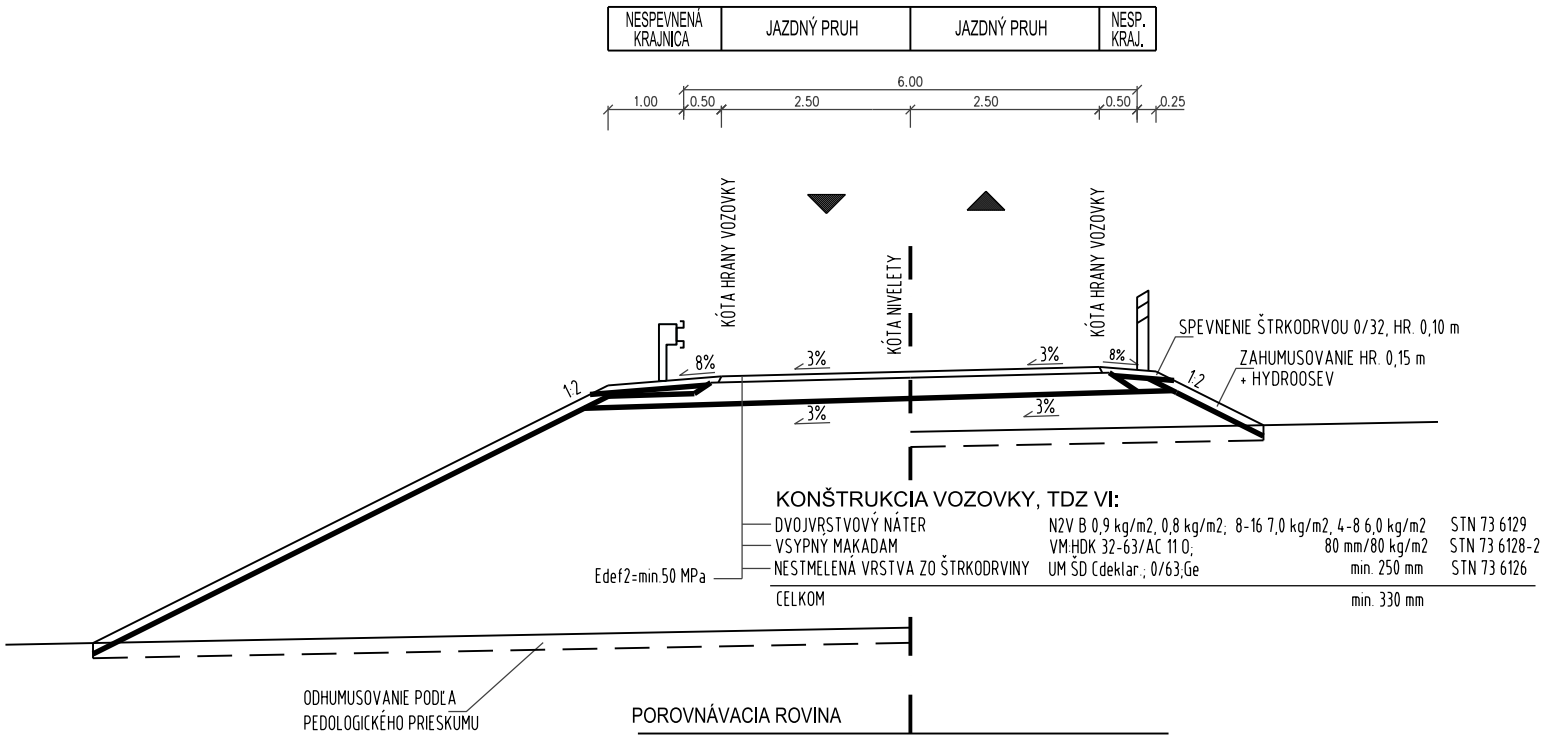 NESPEVNENÁ
KRAJNICA
JAZDNÝ PRUH
JAZDNÝ PRUH
NESP.
KRAJ.
6.00
1.00
0.50
2.50
2.50
0.50
0.25
KÓTA HRANY VOZOVKY
KÓTA NIVELETY
KÓTA HRANY VOZOVKY
SPEVNENIE ŠTRKODRVOU 0/32, HR. 0,10 m
ZAHUMUSOVANIE HR. 0,15 m
+ HYDROOSEV
1:2
8%
3%
3%
8%
1:2
3%
3%
KONŠTRUKCIA VOZOVKY, TDZ VI:
DVOJVRSTVOVÝ NÁTER N2V B 0,9 kg/m2, 0,8 kg/m2; 8-16 7,0 kg/m2, 4-8 6,0 kg/m2 STN 73 6129
VSYPNÝ MAKADAM VM:HDK 32-63/AC 11 O; 80 mm/80 kg/m2 STN 73 6128-2
NESTMELENÁ VRSTVA ZO ŠTRKODRVINY UM ŠD Cdeklar.; 0/63;Ge min. 250 mm STN 73 6126
Edef2=min.50 MPa
CELKOM min. 330 mm
ODHUMUSOVANIE PODĽA
PEDOLOGICKÉHO PRIESKUMU
POROVNÁVACIA ROVINA